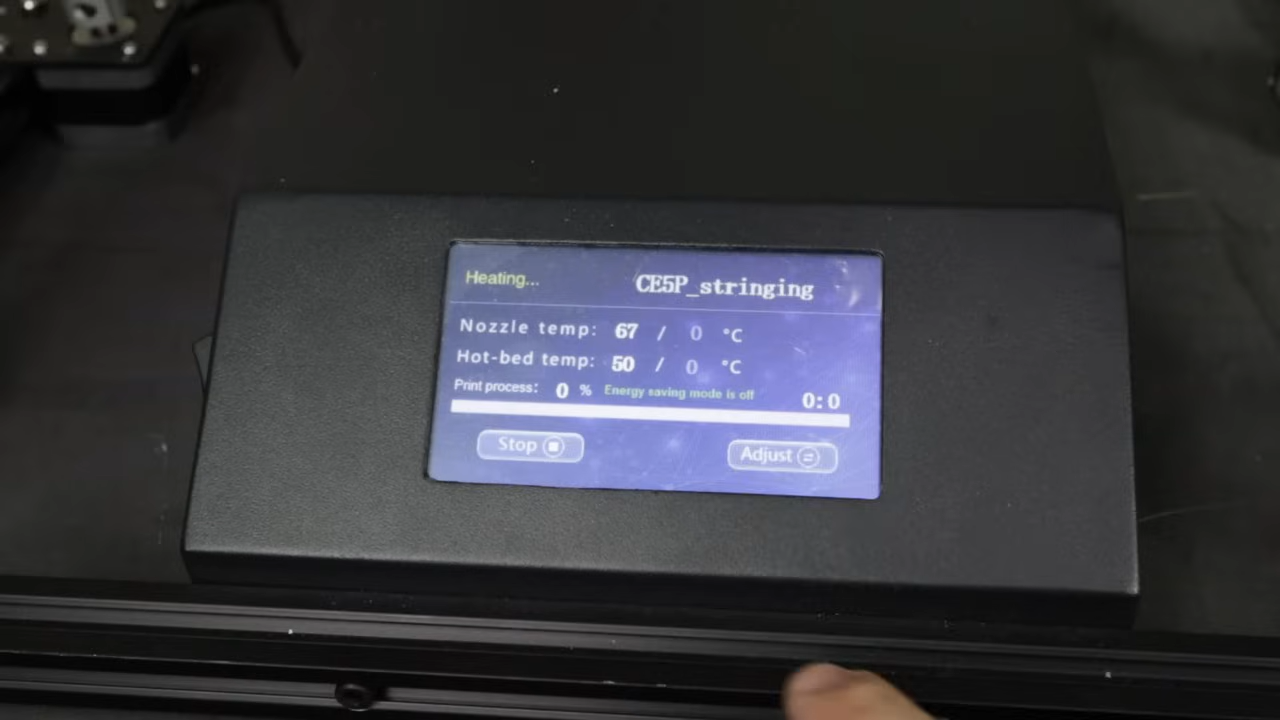 Heating... CE5P_stringing
Nozzle temp: 67 / 0 °C
Hot-bed temp: 50 / 0 °C
Print process: 0 % Energy saving mode is off 0:0
Stop Adjust